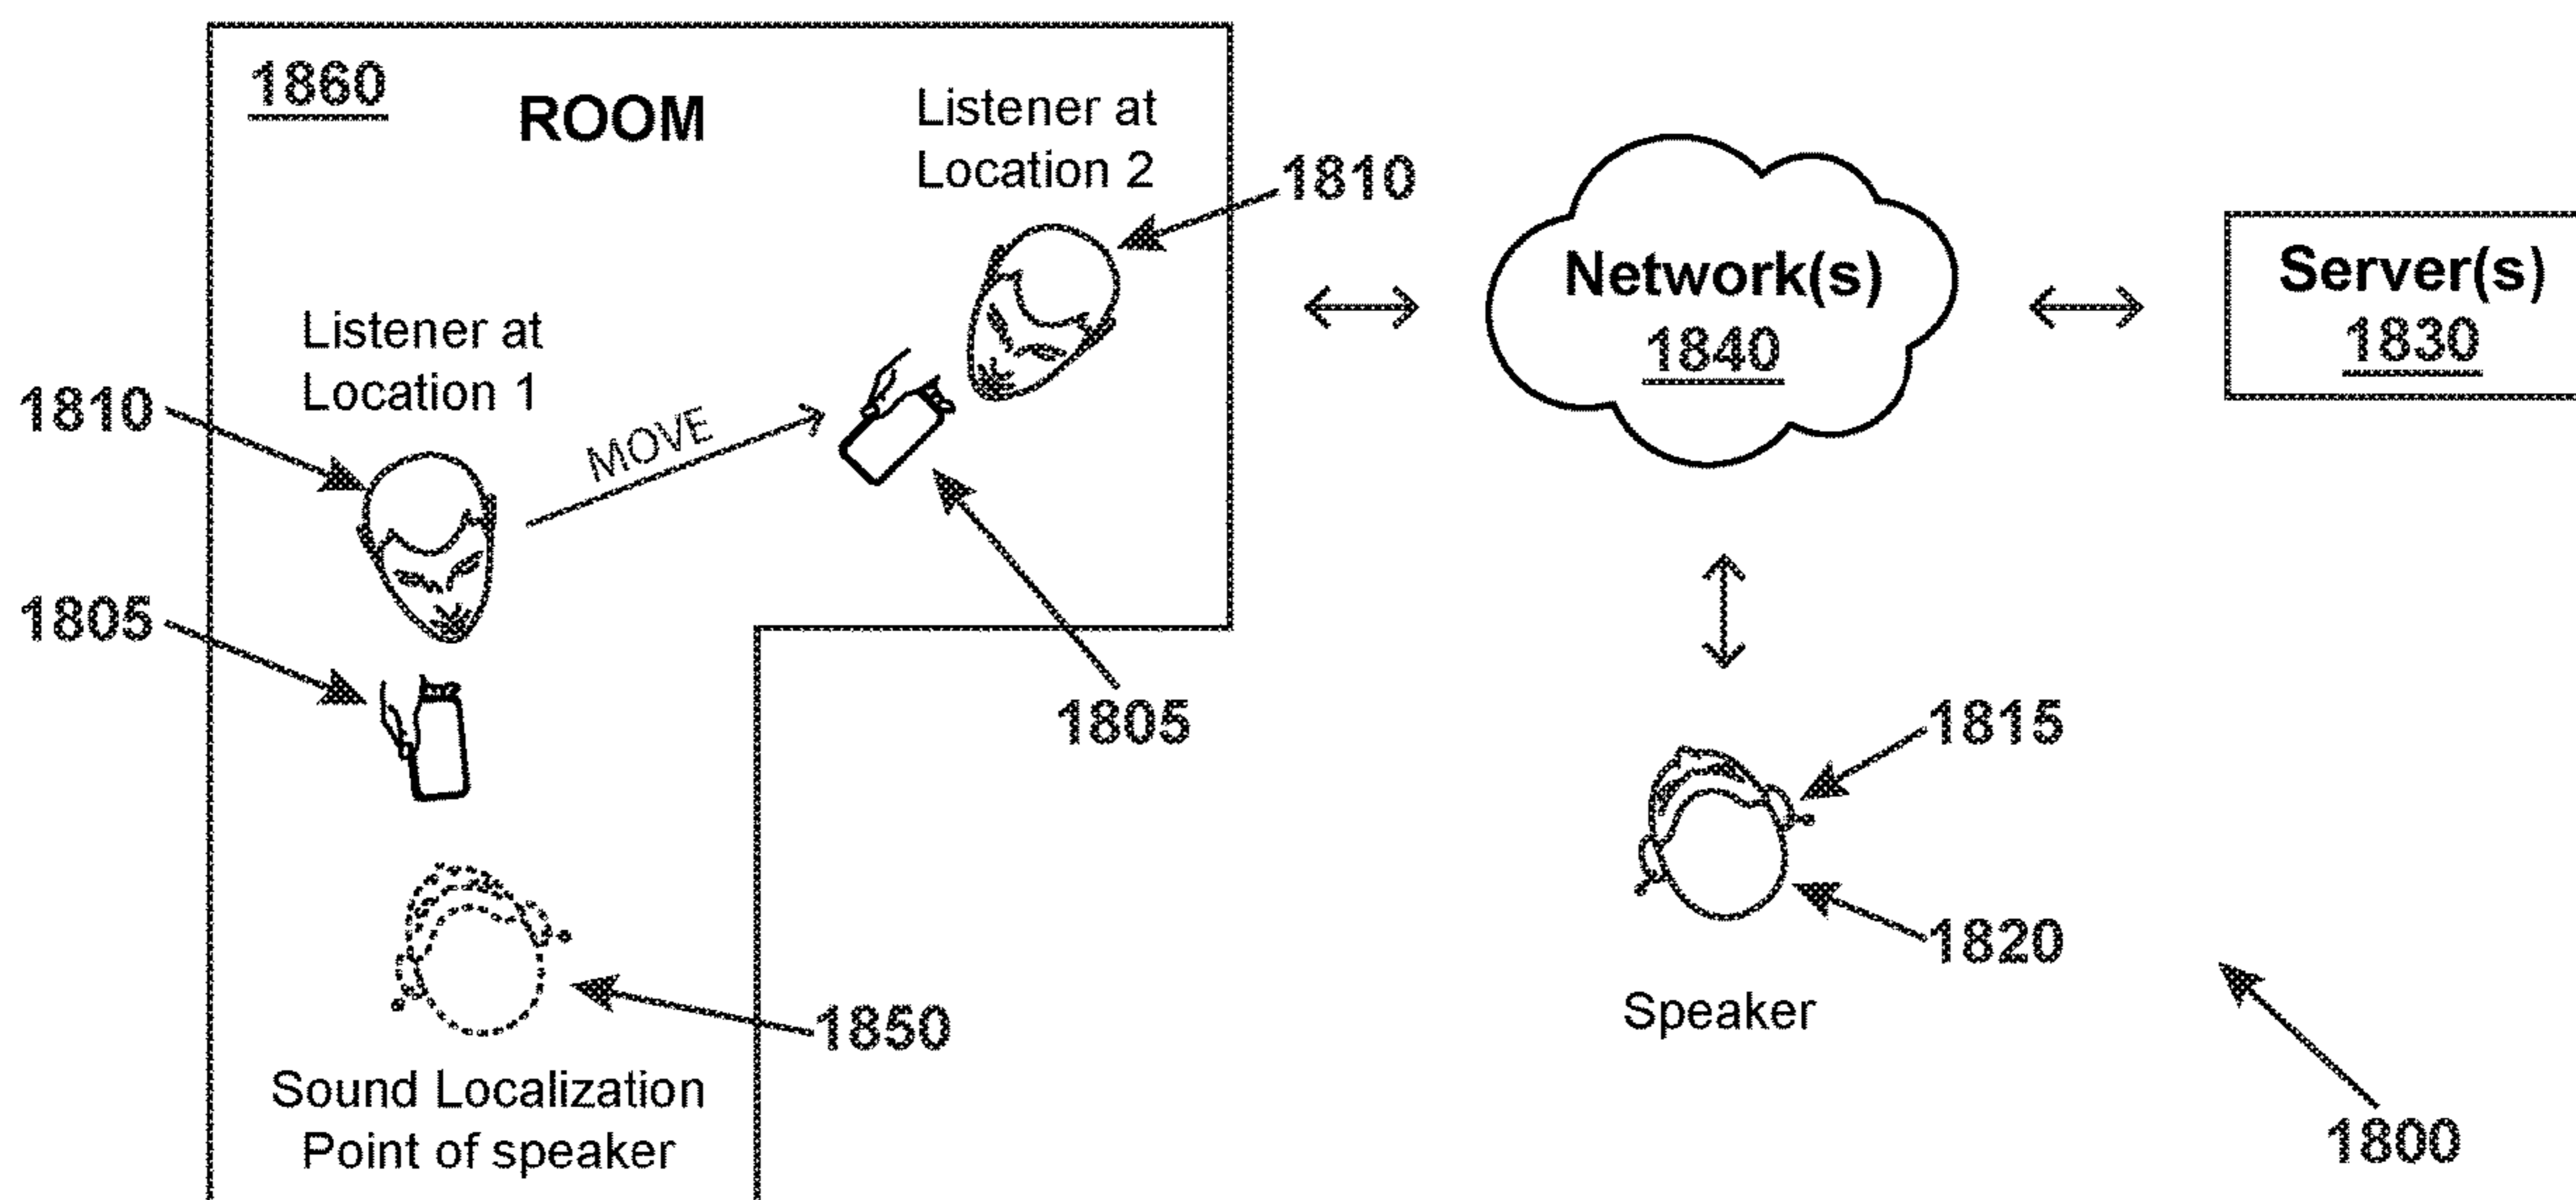 1860
ROOM
Listener at
Location 2
1810
Listener at
Location 1
1810
MOVE
1805
1805
1850
Sound Localization
Point of speaker
Network(s)
1840
Server(s)
1830
1815
1820
Speaker
1800